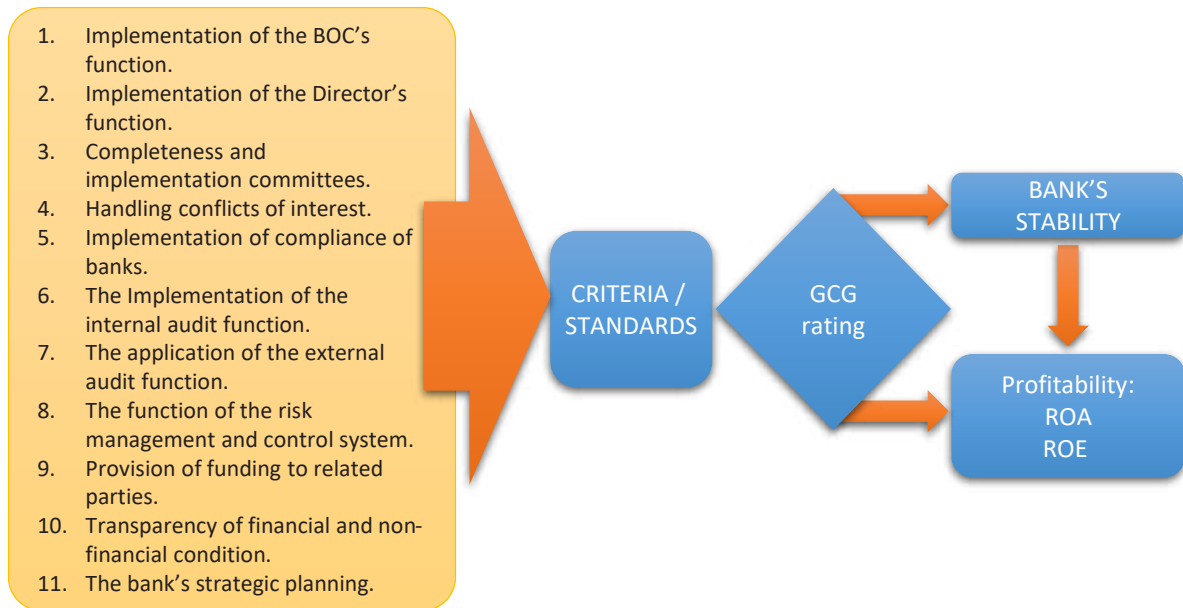 1. Implementation of the BOC’s
function.
2. Implementation of the Director’s
function.
3. Completeness and
implementation committees.
4. Handling conflicts of interest.
5. Implementation of compliance of
banks.
6. The Implementation of the
internal audit function.
7. The application of the external
audit function.
8. The function of the risk
management and control system.
9. Provision of funding to related
parties.
10. Transparency of financial and non-
financial condition.
11. The bank’s strategic planning.
CRITERIA /
STANDARDS
GCG
rating
BANK’S
STABILITY
Profitability:
ROA
ROE